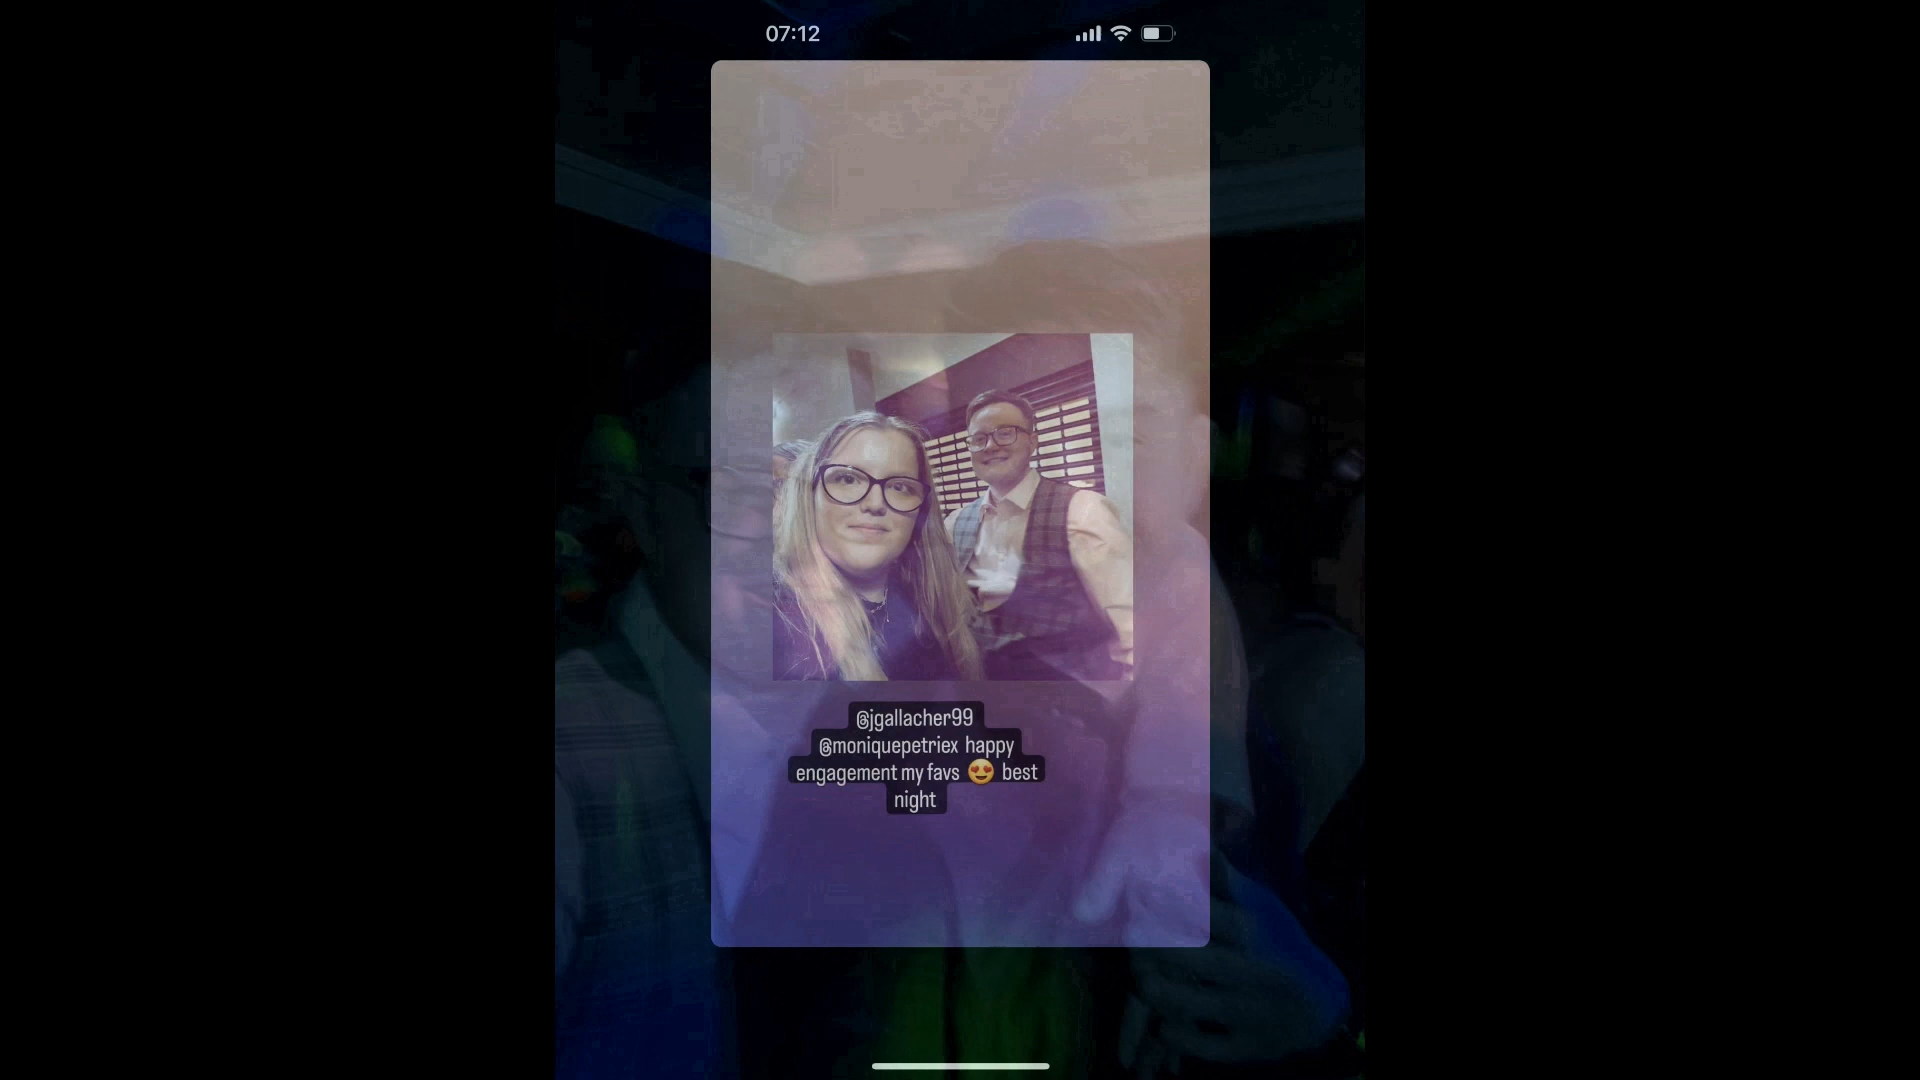 07:12
@jgallacher99
@moniquepetriex happy
engagement my favs 😍 best
night